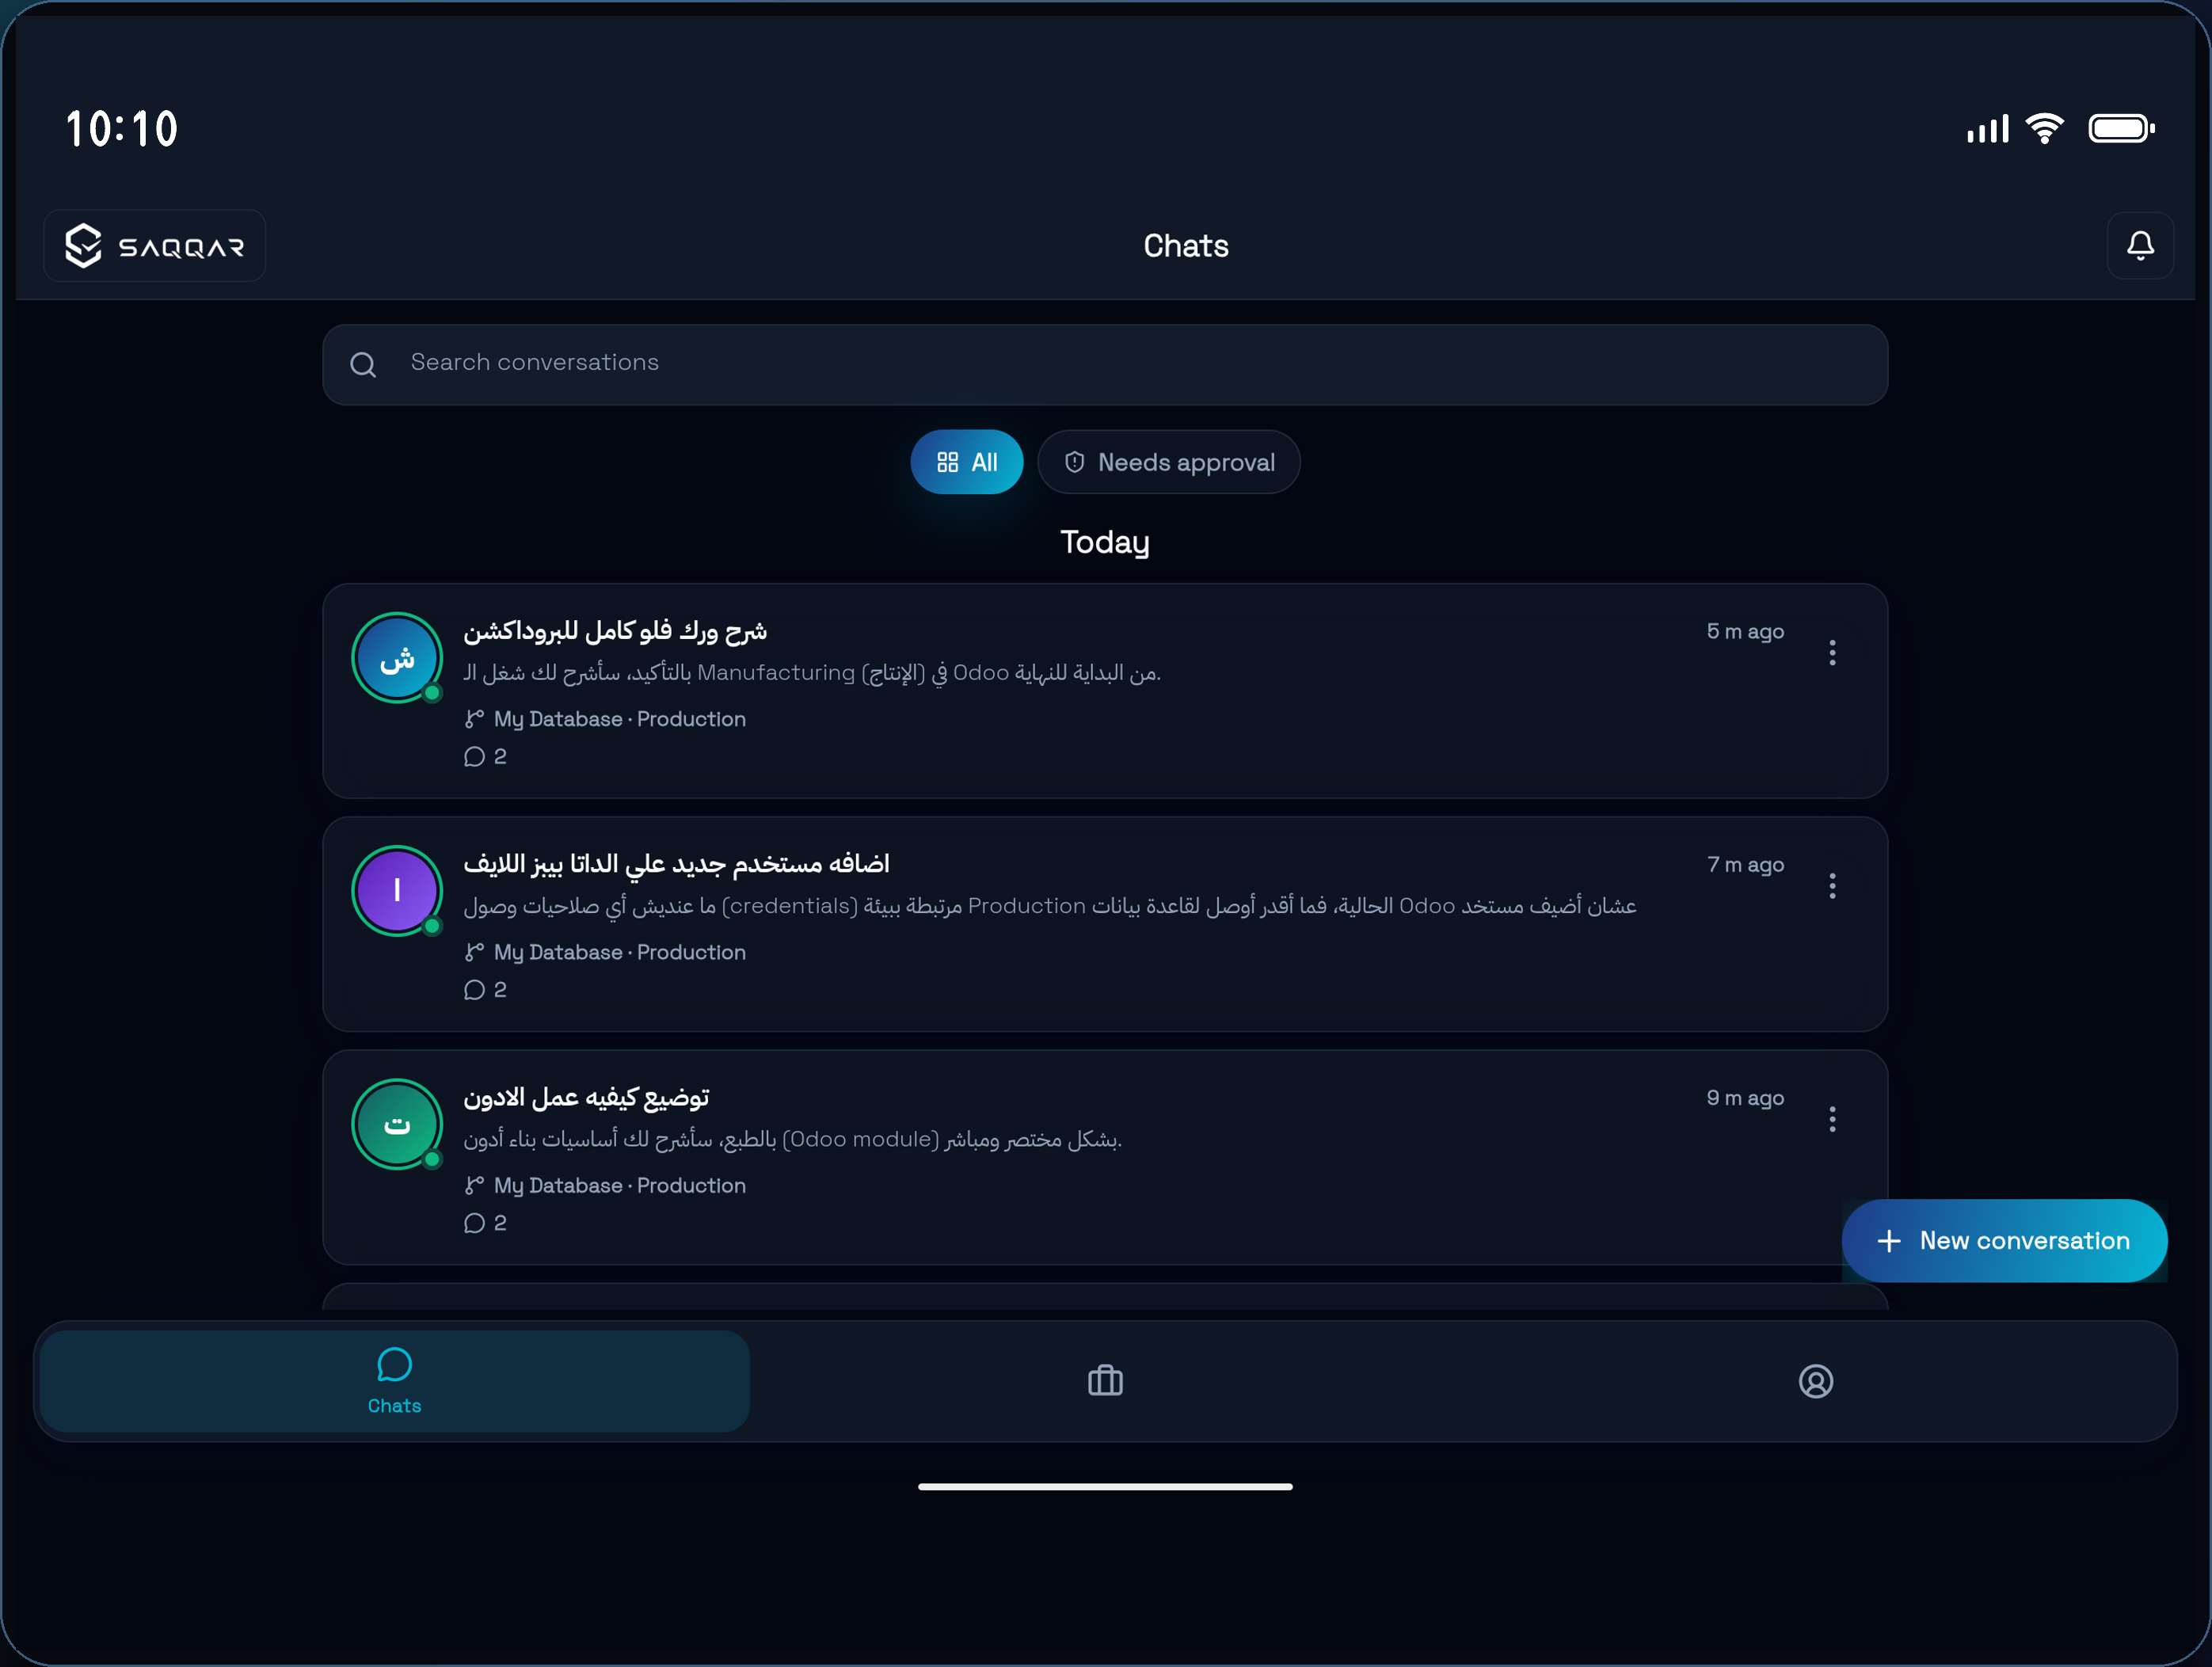 10:10
SAQQAR
Chats
Search conversations
All
Needs approval
Today
ش
شرح ورك فلو كامل للبروداكشن
5 m ago
بالتأكيد، سأشرح لك شغل الـ Manufacturing (الإنتاج) في Odoo من البداية للنهاية.
My Database · Production
2
ا
اضافه مستخدم جديد علي الداتا بييز اللايف
7 m ago
ما عنديش أي صلاحيات وصول (credentials) مرتبطة ببيئة Production الحالية، فما أقدر أوصل لقاعدة بيانات Odoo عشان أضيف مستخد
My Database · Production
2
ت
توضيع كيفيه عمل الادون
9 m ago
بالطبع، سأشرح لك أساسيات بناء أدون (Odoo module) بشكل مختصر ومباشر.
My Database · Production
2
New conversation
Chats